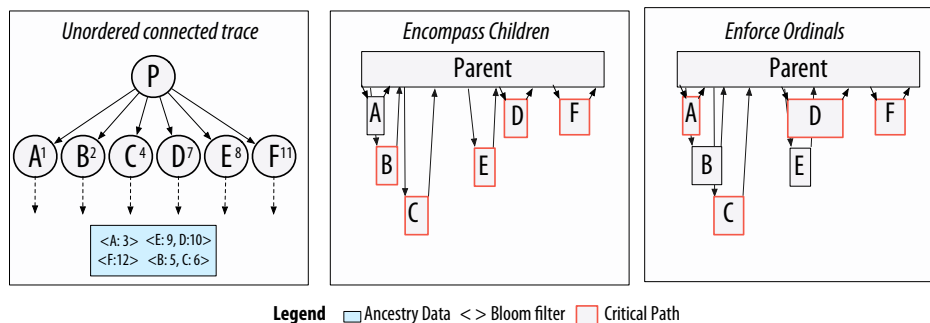 Unordered connected trace
P
A1 B2 C4 D7 E8 F11
<A: 3> <E: 9, D:10>
<F:12> <B: 5, C: 6>
Encompass Children
Parent
A
B
C
E
D
F
Enforce Ordinals
Parent
A
B
C
D
E
F
Legend Ancestry Data < > Bloom filter Critical Path